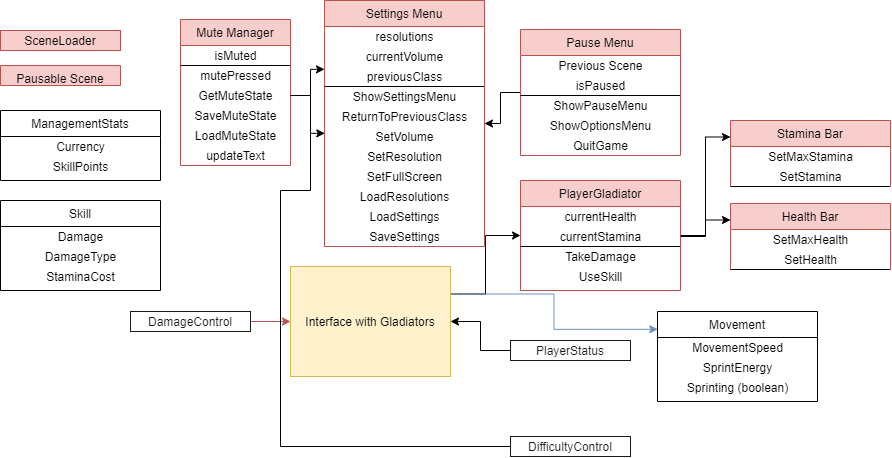 SceneLoader
Pausable Scene
ManagementStats
Currency
SkillPoints
Skill
Damage
DamageType
StaminaCost
Mute Manager
isMuted
mutePressed
GetMuteState
SaveMuteState
LoadMuteState
updateText
Settings Menu
resolutions
currentVolume
previousClass
ShowSettingsMenu
ReturnToPreviousClass
SetVolume
SetResolution
SetFullScreen
LoadResolutions
LoadSettings
SaveSettings
Pause Menu
Previous Scene
isPaused
ShowPauseMenu
ShowOptionsMenu
QuitGame
PlayerGladiator
currentHealth
currentStamina
TakeDamage
UseSkill
Stamina Bar
SetMaxStamina
SetStamina
Health Bar
SetMaxHealth
SetHealth
DamageControl
Interface with Gladiators
PlayerStatus
Movement
MovementSpeed
SprintEnergy
Sprinting (boolean)
DifficultyControl